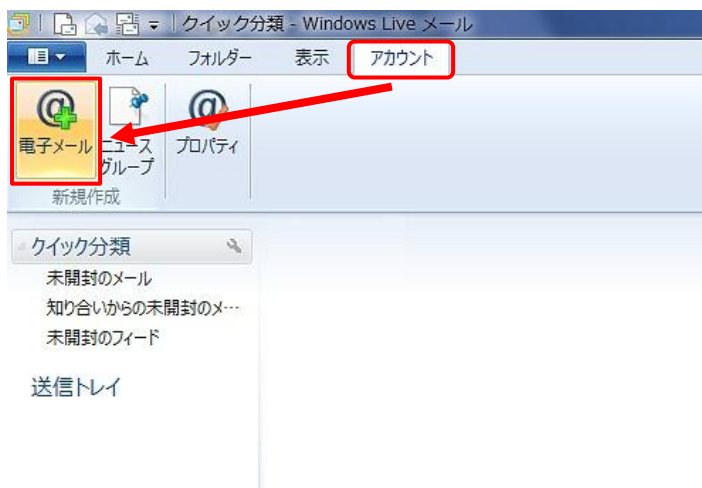 クイック分類 - Windows Live メール
ホーム フォルダー 表示 アカウント
電子メール ニュース プロパティ
グループ
新規作成
クイック分類
未開封のメール
知り合いからの未開封のメ…
未開封のフィード
送信トレイ